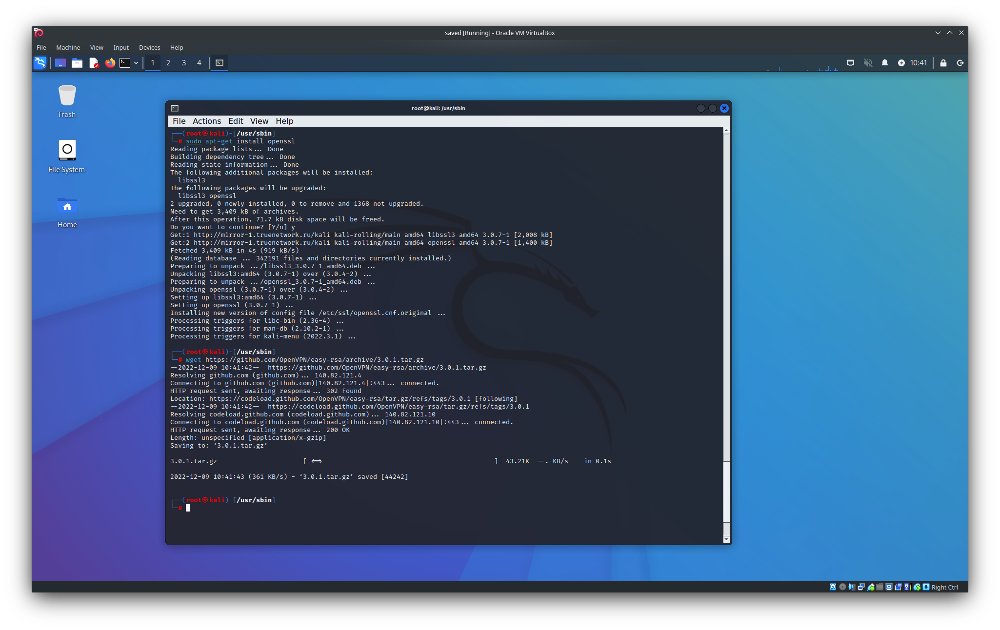 saved [Running] - Oracle VM VirtualBox
File Machine View Input Devices Help
1 2 3 4 10:41
Trash
File System
Home
root@kali: /usr/sbin
File Actions Edit View Help
┌──(root㉿kali)-[/usr/sbin]
└─# sudo apt-get install openssl
Reading package lists... Done
Building dependency tree... Done
Reading state information... Done
The following additional packages will be installed:
libssl3
The following packages will be upgraded:
libssl3 openssl
2 upgraded, 0 newly installed, 0 to remove and 1368 not upgraded.
Need to get 3,409 kB of archives.
After this operation, 71.7 kB disk space will be freed.
Do you want to continue? [Y/n] y
Get:1 http://mirror-1.truenetwork.ru/kali kali-rolling/main amd64 libssl3 amd64 3.0.7-1 [2,008 kB]
Get:2 http://mirror-1.truenetwork.ru/kali kali-rolling/main amd64 openssl amd64 3.0.7-1 [1,400 kB]
Fetched 3,409 kB in 4s (919 kB/s)
(Reading database ... 342191 files and directories currently installed.)
Preparing to unpack .../libssl3_3.0.7-1_amd64.deb ...
Unpacking libssl3:amd64 (3.0.7-1) over (3.0.4-2) ...
Preparing to unpack .../openssl_3.0.7-1_amd64.deb ...
Unpacking openssl (3.0.7-1) over (3.0.4-2) ...
Setting up libssl3:amd64 (3.0.7-1) ...
Setting up openssl (3.0.7-1) ...
Installing new version of config file /etc/ssl/openssl.cnf.original ...
Processing triggers for libc-bin (2.36-4) ...
Processing triggers for man-db (2.10.2-1) ...
Processing triggers for kali-menu (2022.3.1) ...
┌──(root㉿kali)-[/usr/sbin]
└─# wget https://github.com/OpenVPN/easy-rsa/archive/3.0.1.tar.gz
--2022-12-09 10:41:42-- https://github.com/OpenVPN/easy-rsa/archive/3.0.1.tar.gz
Resolving github.com (github.com)... 140.82.121.4
Connecting to github.com (github.com)|140.82.121.4|:443... connected.
HTTP request sent, awaiting response... 302 Found
Location: https://codeload.github.com/OpenVPN/easy-rsa/tar.gz/refs/tags/3.0.1 [following]
--2022-12-09 10:41:42-- https://codeload.github.com/OpenVPN/easy-rsa/tar.gz/refs/tags/3.0.1
Resolving codeload.github.com (codeload.github.com)... 140.82.121.10
Connecting to codeload.github.com (codeload.github.com)|140.82.121.10|:443... connected.
HTTP request sent, awaiting response... 200 OK
Length: unspecified [application/x-gzip]
Saving to: ‘3.0.1.tar.gz’
3.0.1.tar.gz [ <=> ] 43.21K --.-KB/s in 0.1s
2022-12-09 10:41:43 (361 KB/s) - ‘3.0.1.tar.gz’ saved [44242]
┌──(root㉿kali)-[/usr/sbin]
└─#
Right Ctrl